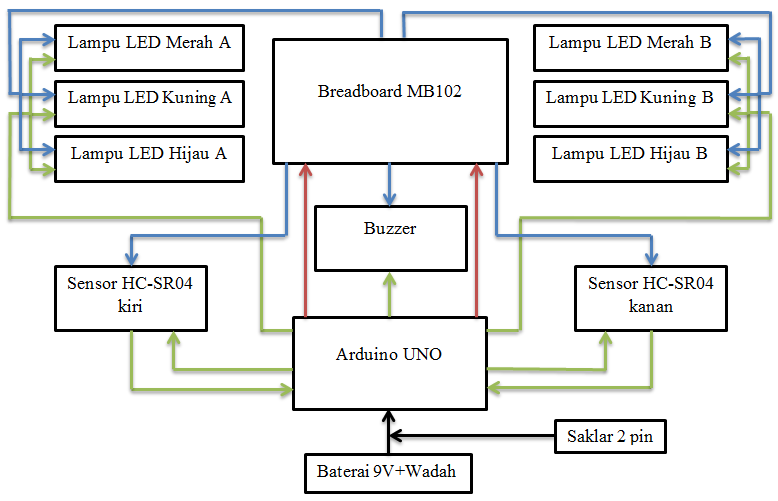 Lampu LED Merah A
Lampu LED Kuning A
Lampu LED Hijau A
Breadboard MB102
Lampu LED Merah B
Lampu LED Kuning B
Lampu LED Hijau B
Buzzer
Sensor HC-SR04
kiri
Sensor HC-SR04
kanan
Arduino UNO
Saklar 2 pin
Baterai 9V+Wadah